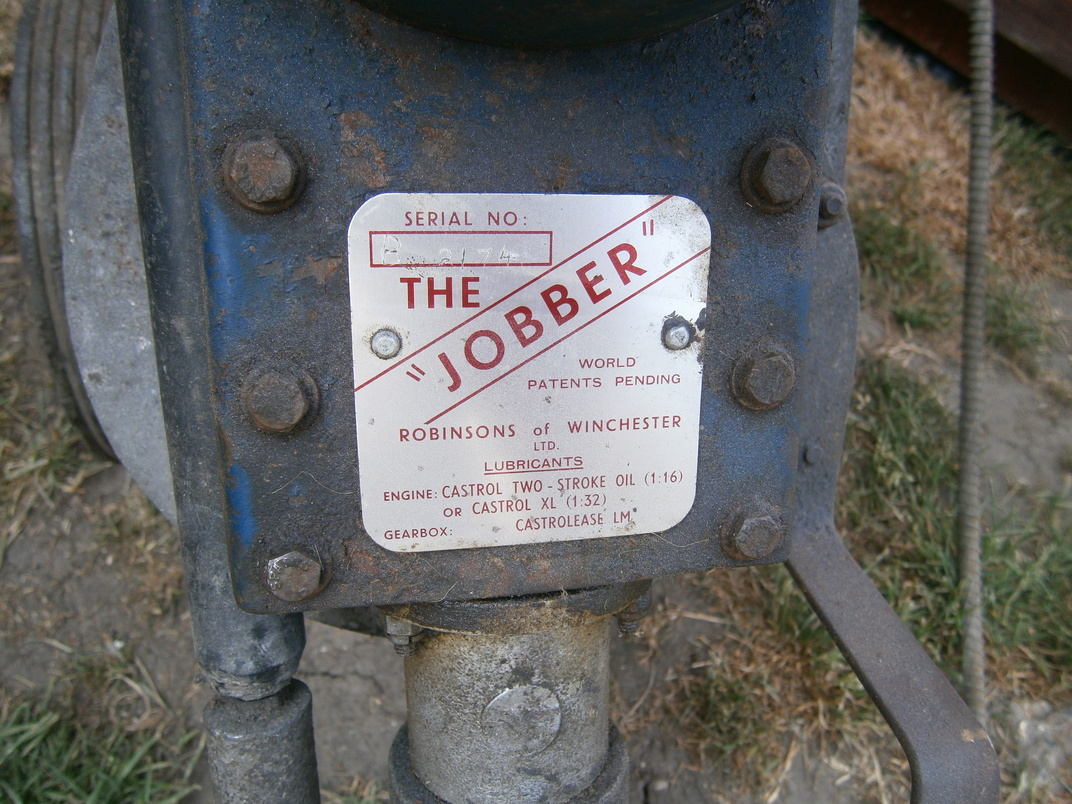 SERIAL NO:
2174
THE
"JOBBER"
WORLD
PATENTS PENDING
ROBINSONS of WINCHESTER
LTD.
LUBRICANTS
ENGINE: CASTROL TWO-STROKE OIL (1:16)
OR CASTROL XL (1:32)
GEARBOX: CASTROLEASE LM